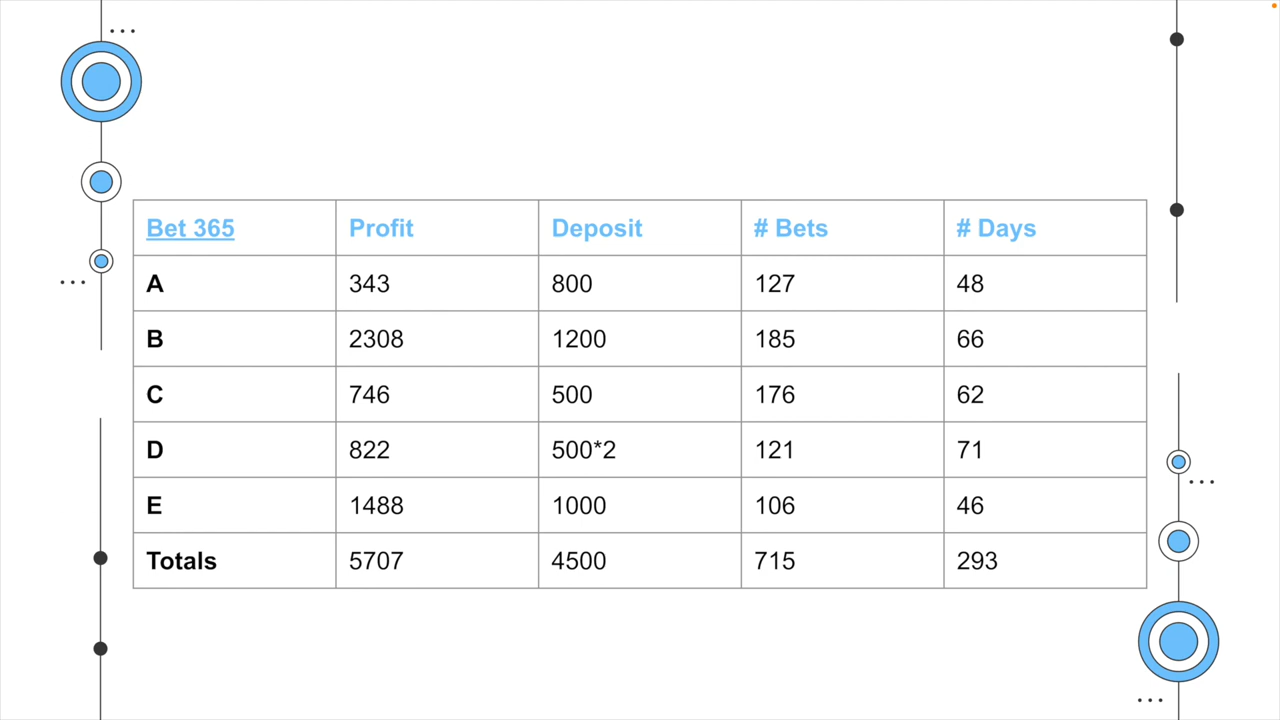 Bet 365 Profit Deposit # Bets # Days
A 343 800 127 48
B 2308 1200 185 66
C 746 500 176 62
D 822 500*2 121 71
E 1488 1000 106 46
Totals 5707 4500 715 293